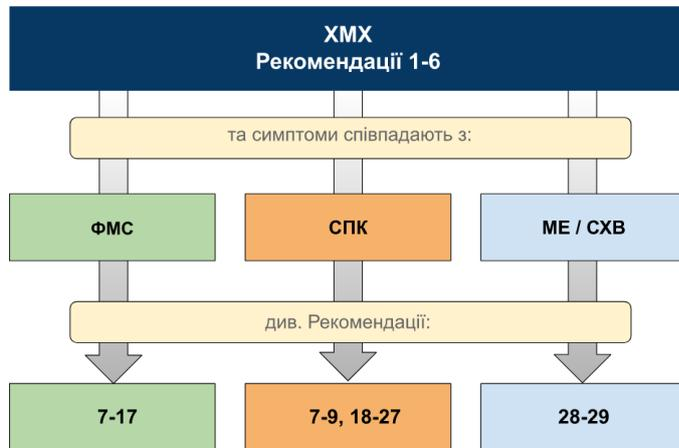 ХМХ
Рекомендації 1-6
та симптоми співпадають з:
ФМС
СПК
МЕ / СХВ
див. Рекомендації:
7-17
7-9, 18-27
28-29